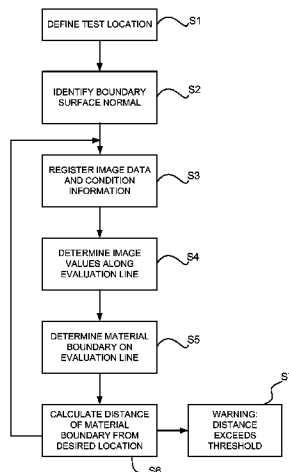 DEFINE TEST LOCATION
S1
IDENTIFY BOUNDARY
SURFACE NORMAL
S2
REGISTER IMAGE DATA
AND CONDITION
INFORMATION
S3
DETERMINE IMAGE
VALUES ALONG
EVALUATION LINE
S4
DETERMINE MATERIAL
BOUNDARY ON
EVALUATION LINE
S5
CALCULATE DISTANCE
OF MATERIAL
BOUNDARY FROM
DESIRED LOCATION
S6
WARNING:
DISTANCE
EXCEEDS
THRESHOLD